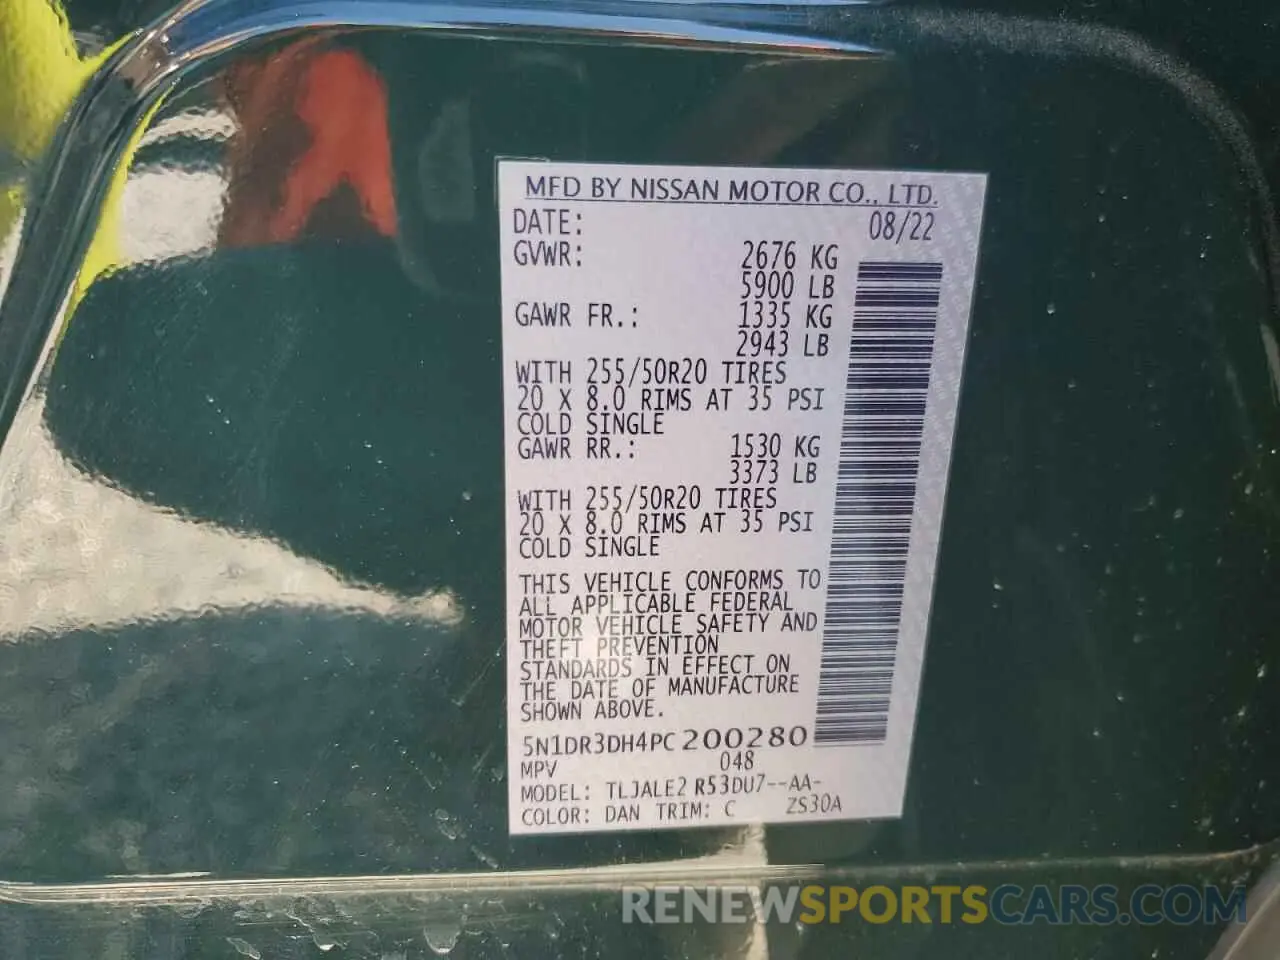 MFD BY NISSAN MOTOR CO., LTD.
DATE: 08/22
GVWR: 2676 KG
5900 LB
GAWR FR.: 1335 KG
2943 LB
WITH 255/50R20 TIRES
20 X 8.0 RIMS AT 35 PSI
COLD SINGLE
GAWR RR.: 1530 KG
3373 LB
WITH 255/50R20 TIRES
20 X 8.0 RIMS AT 35 PSI
COLD SINGLE
THIS VEHICLE CONFORMS TO
ALL APPLICABLE FEDERAL
MOTOR VEHICLE SAFETY AND
THEFT PREVENTION
STANDARDS IN EFFECT ON
THE DATE OF MANUFACTURE
SHOWN ABOVE.
5N1DR3DH4PC200280
MPV 048
MODEL: TLJALE2 R53DU7--AA-
COLOR: DAN TRIM: C ZS30A
RENEWSPORTSCARS.COM